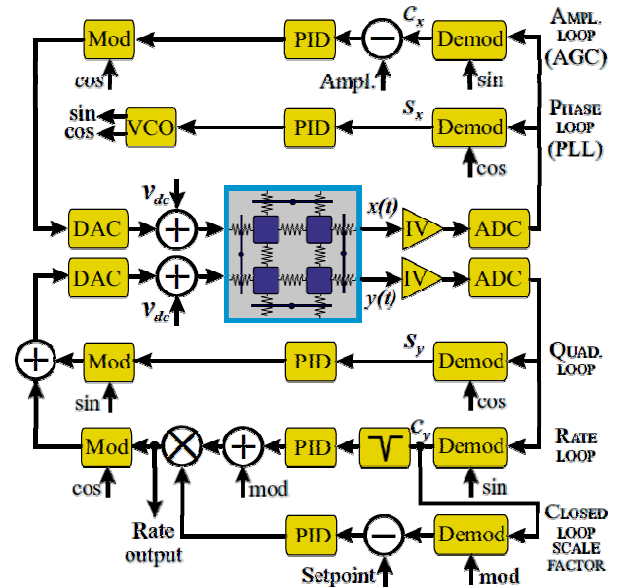 Mod PID − C_x Demod AMPL. LOOP (AGC)
cos Ampl. sin
sin cos VCO PID S_x Demod PHASE LOOP (PLL)
cos
v_dc
DAC + x(t) IV ADC
DAC + y(t) IV ADC
v_dc
+ Mod PID S_y Demod QUAD. LOOP
sin cos
Mod × + PID C_y Demod RATE LOOP
cos mod sin
Rate output PID − Demod CLOSED LOOP SCALE FACTOR
Setpoint mod